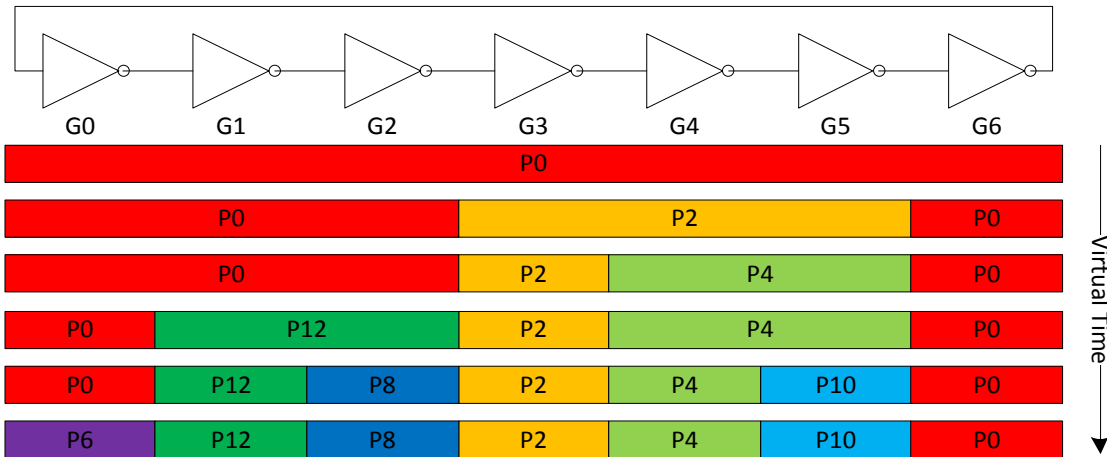 G0 G1 G2 G3 G4 G5 G6
P0
P0 P2 P0
P0 P2 P4 P0
P0 P12 P2 P4 P0
P0 P12 P8 P2 P4 P10 P0
P6 P12 P8 P2 P4 P10 P0
Virtual Time